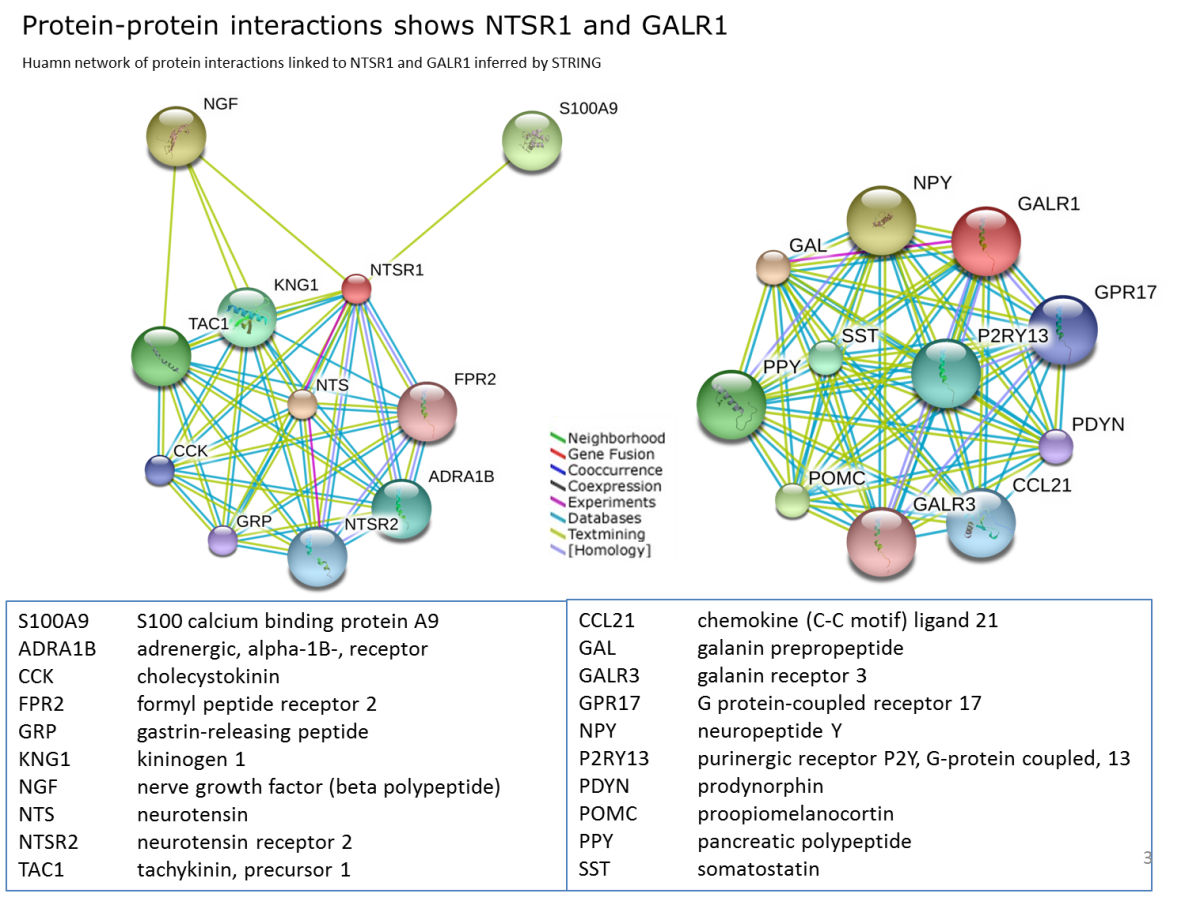 Protein-protein interactions shows NTSR1 and GALR1
Huamn network of protein interactions linked to NTSR1 and GALR1 inferred by STRING
NGF
S100A9
KNG1
NTSR1
TAC1
NTS
FPR2
CCK
ADRA1B
GRP
NTSR2
Neighborhood
Gene Fusion
Cooccurrence
Coexpression
Experiments
Databases
Textmining
[Homology]
NPY
GALR1
GAL
GPR17
SST
P2RY13
PPY
PDYN
POMC
CCL21
GALR3
S100A9 S100 calcium binding protein A9
ADRA1B adrenergic, alpha-1B-, receptor
CCK cholecystokinin
FPR2 formyl peptide receptor 2
GRP gastrin-releasing peptide
KNG1 kininogen 1
NGF nerve growth factor (beta polypeptide)
NTS neurotensin
NTSR2 neurotensin receptor 2
TAC1 tachykinin, precursor 1
CCL21 chemokine (C-C motif) ligand 21
GAL galanin prepropeptide
GALR3 galanin receptor 3
GPR17 G protein-coupled receptor 17
NPY neuropeptide Y
P2RY13 purinergic receptor P2Y, G-protein coupled, 13
PDYN prodynorphin
POMC proopiomelanocortin
PPY pancreatic polypeptide
SST somatostatin
3